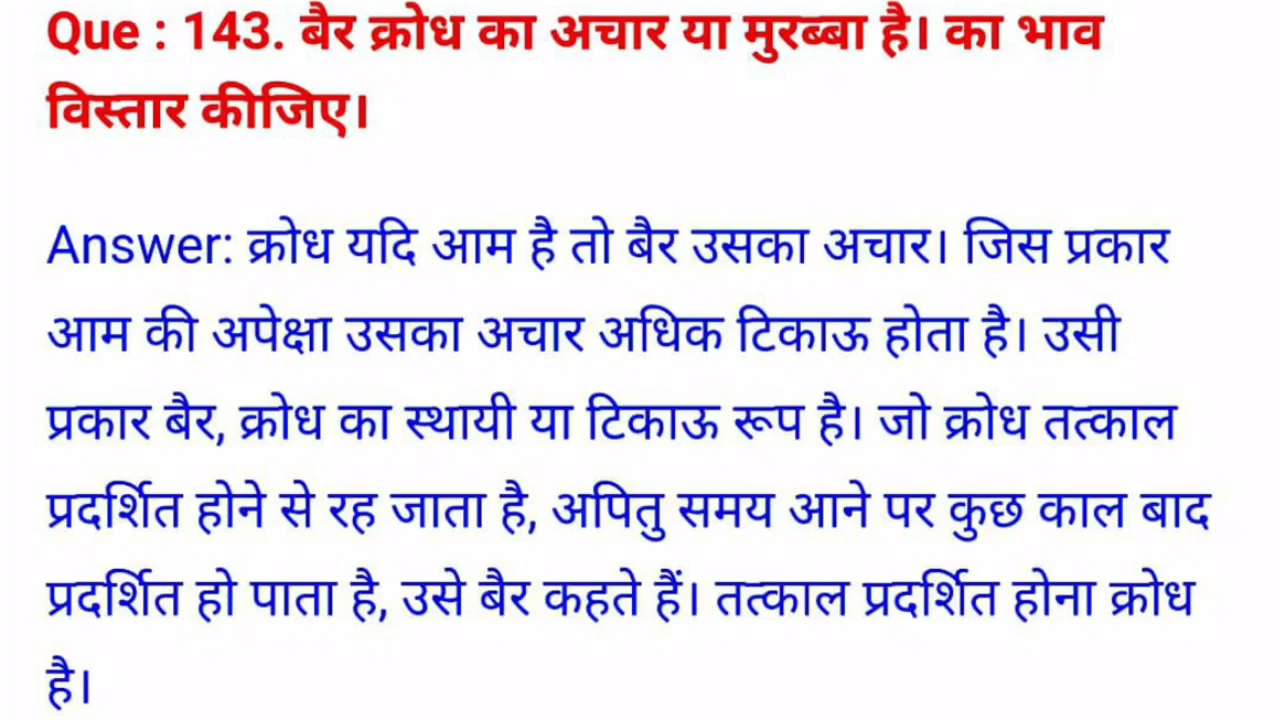 Que : 143. बैर क्रोध का अचार या मुरब्बा है। का भाव
विस्तार कीजिए।
Answer: क्रोध यदि आम है तो बैर उसका अचार। जिस प्रकार
आम की अपेक्षा उसका अचार अधिक टिकाऊ होता है। उसी
प्रकार बैर, क्रोध का स्थायी या टिकाऊ रूप है। जो क्रोध तत्काल
प्रदर्शित होने से रह जाता है, अपितु समय आने पर कुछ काल बाद
प्रदर्शित हो पाता है, उसे बैर कहते हैं। तत्काल प्रदर्शित होना क्रोध
है।